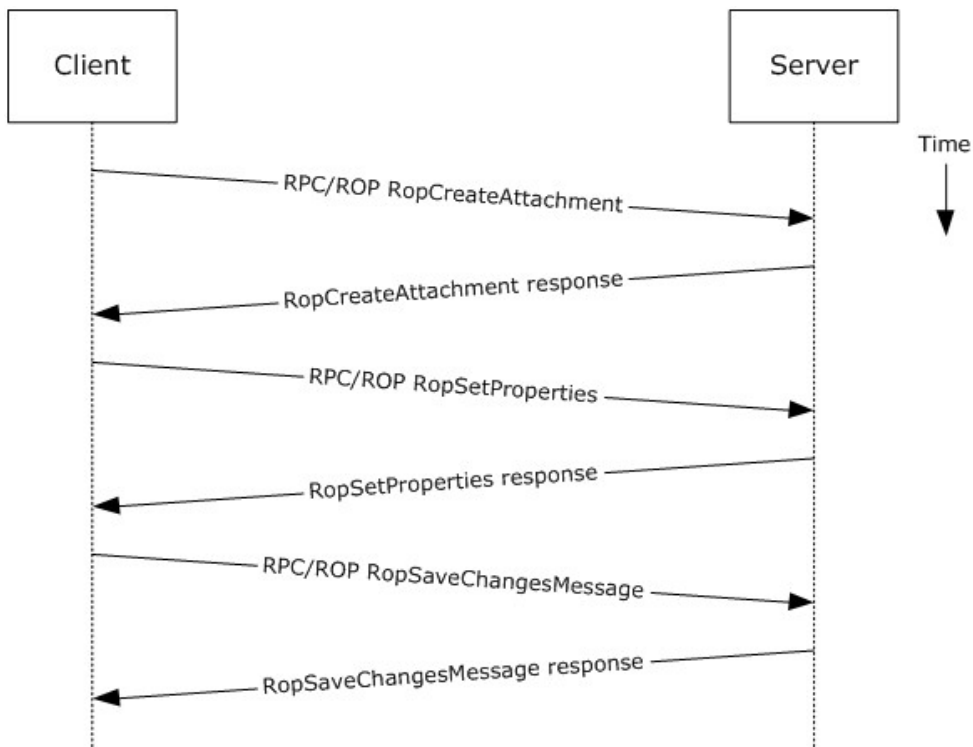 Client
Server
Time
RPC/ROP RopCreateAttachment
RopCreateAttachment response
RPC/ROP RopSetProperties
RopSetProperties response
RPC/ROP RopSaveChangesMessage
RopSaveChangesMessage response